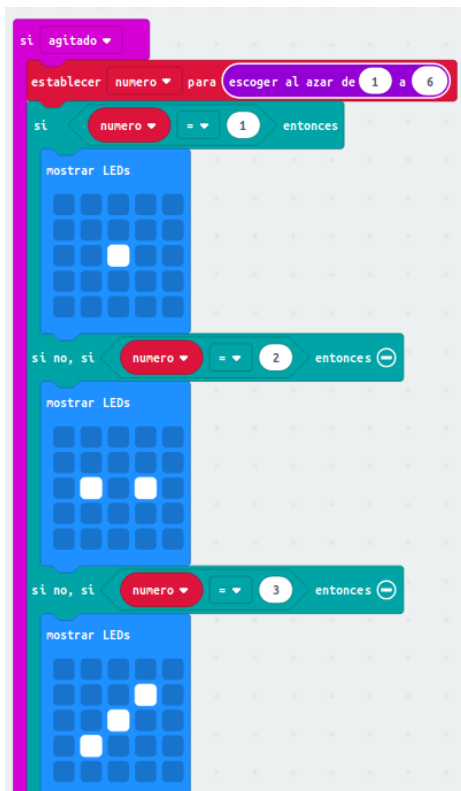 si agitado
establecer numero para escoger al azar de 1 a 6
si numero = 1 entonces
mostrar LEDs
si no, si numero = 2 entonces
mostrar LEDs
si no, si numero = 3 entonces
mostrar LEDs